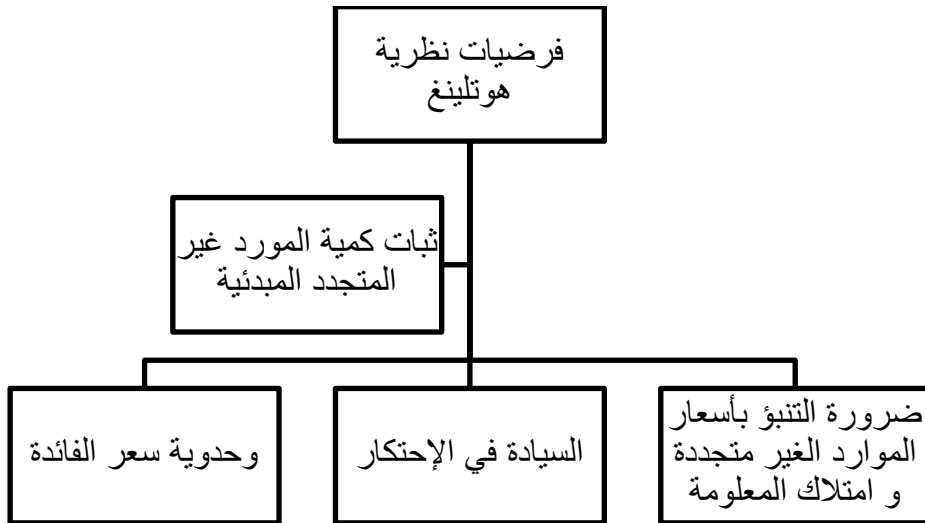 فرضيات نظرية
هوتلينغ
ثبات كمية المورد غير
المتجدد المبدئية
ضرورة التنبؤ بأسعار
الموارد الغير متجددة
و امتلاك المعلومة
السيادة في الإحتكار
وحدوية سعر الفائدة